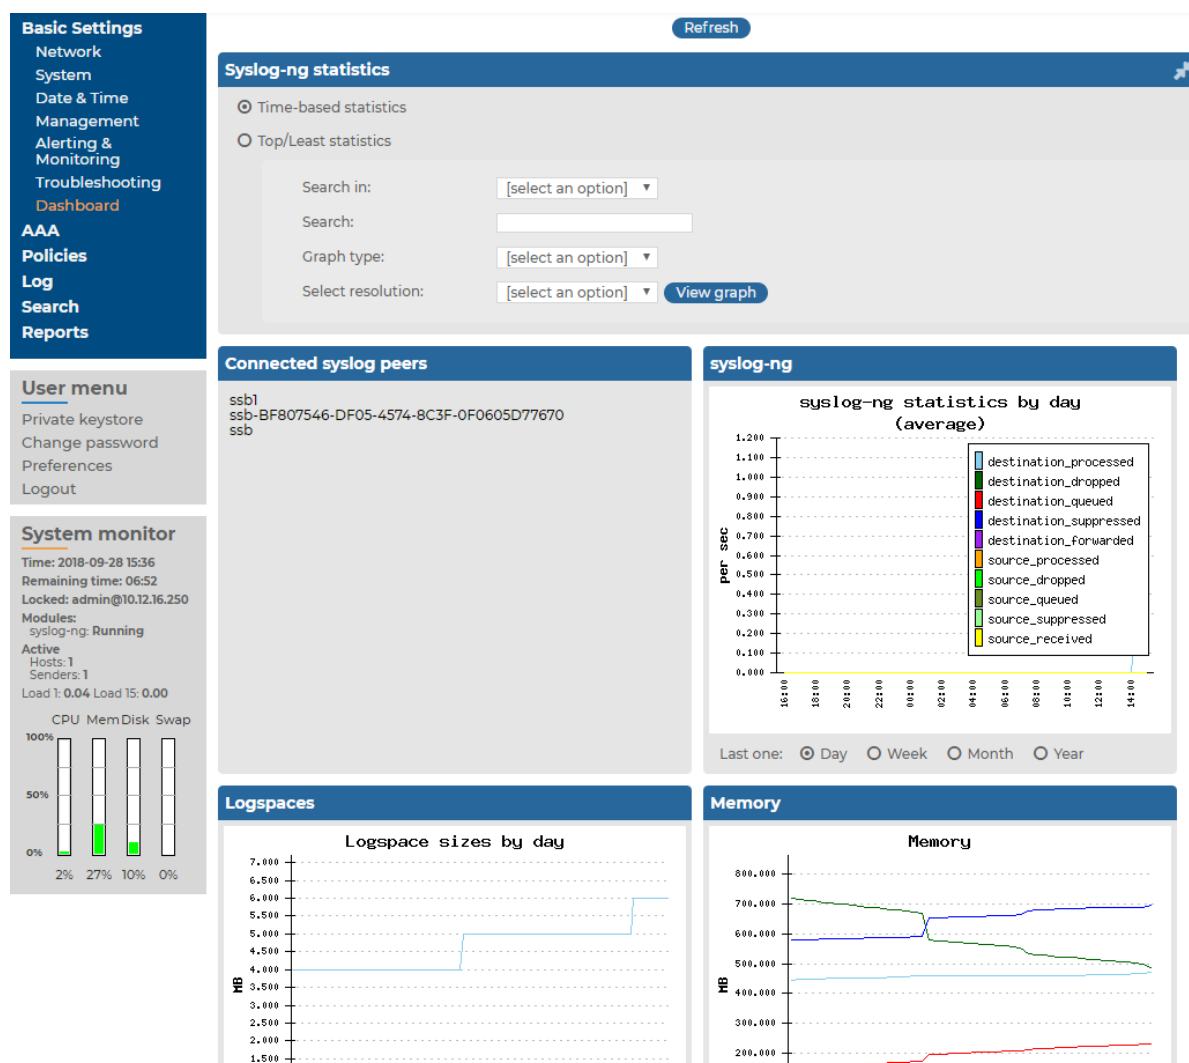 Basic Settings
Network
System
Date & Time
Management
Alerting &
Monitoring
Troubleshooting
Dashboard
AAA
Policies
Log
Search
Reports
User menu
Private keystore
Change password
Preferences
Logout
System monitor
Time: 2018-09-28 15:36
Remaining time: 06:52
Locked: admin@10.12.16.250
Modules:
syslog-ng: Running
Active
Hosts: 1
Senders: 1
Load 1: 0.04 Load 15: 0.00
CPU Mem Disk Swap
100%
50%
0%
2% 27% 10% 0%
Refresh
Syslog-ng statistics
Time-based statistics
Top/Least statistics
Search in: [select an option]
Search:
Graph type: [select an option]
Select resolution: [select an option] View graph
Connected syslog peers
ssb1
ssb-BF807546-DF05-4574-8C3F-0F0605D77670
ssb
syslog-ng
syslog-ng statistics by day
(average)
per sec
1.200
1.100
1.000
0.900
0.800
0.700
0.600
0.500
0.400
0.300
0.200
0.100
0.000
destination_processed
destination_dropped
destination_queued
destination_suppressed
destination_forwarded
source_processed
source_dropped
source_queued
source_suppressed
source_received
16:00 18:00 20:00 22:00 00:00 02:00 04:00 06:00 08:00 10:00 12:00 14:00
Last one: Day Week Month Year
Logspaces
Logspace sizes by day
MB
7.000
6.500
6.000
5.500
5.000
4.500
4.000
3.500
3.000
2.500
2.000
1.500
Memory
Memory
MB
800.000
700.000
600.000
500.000
400.000
300.000
200.000